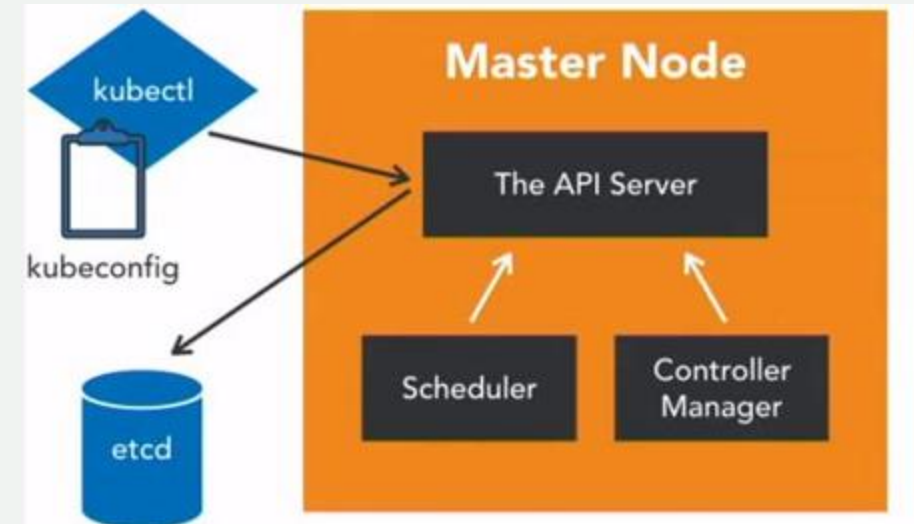 Master Node
kubectl
The API Server
kubeconfig
Scheduler
Controller
Manager
etcd